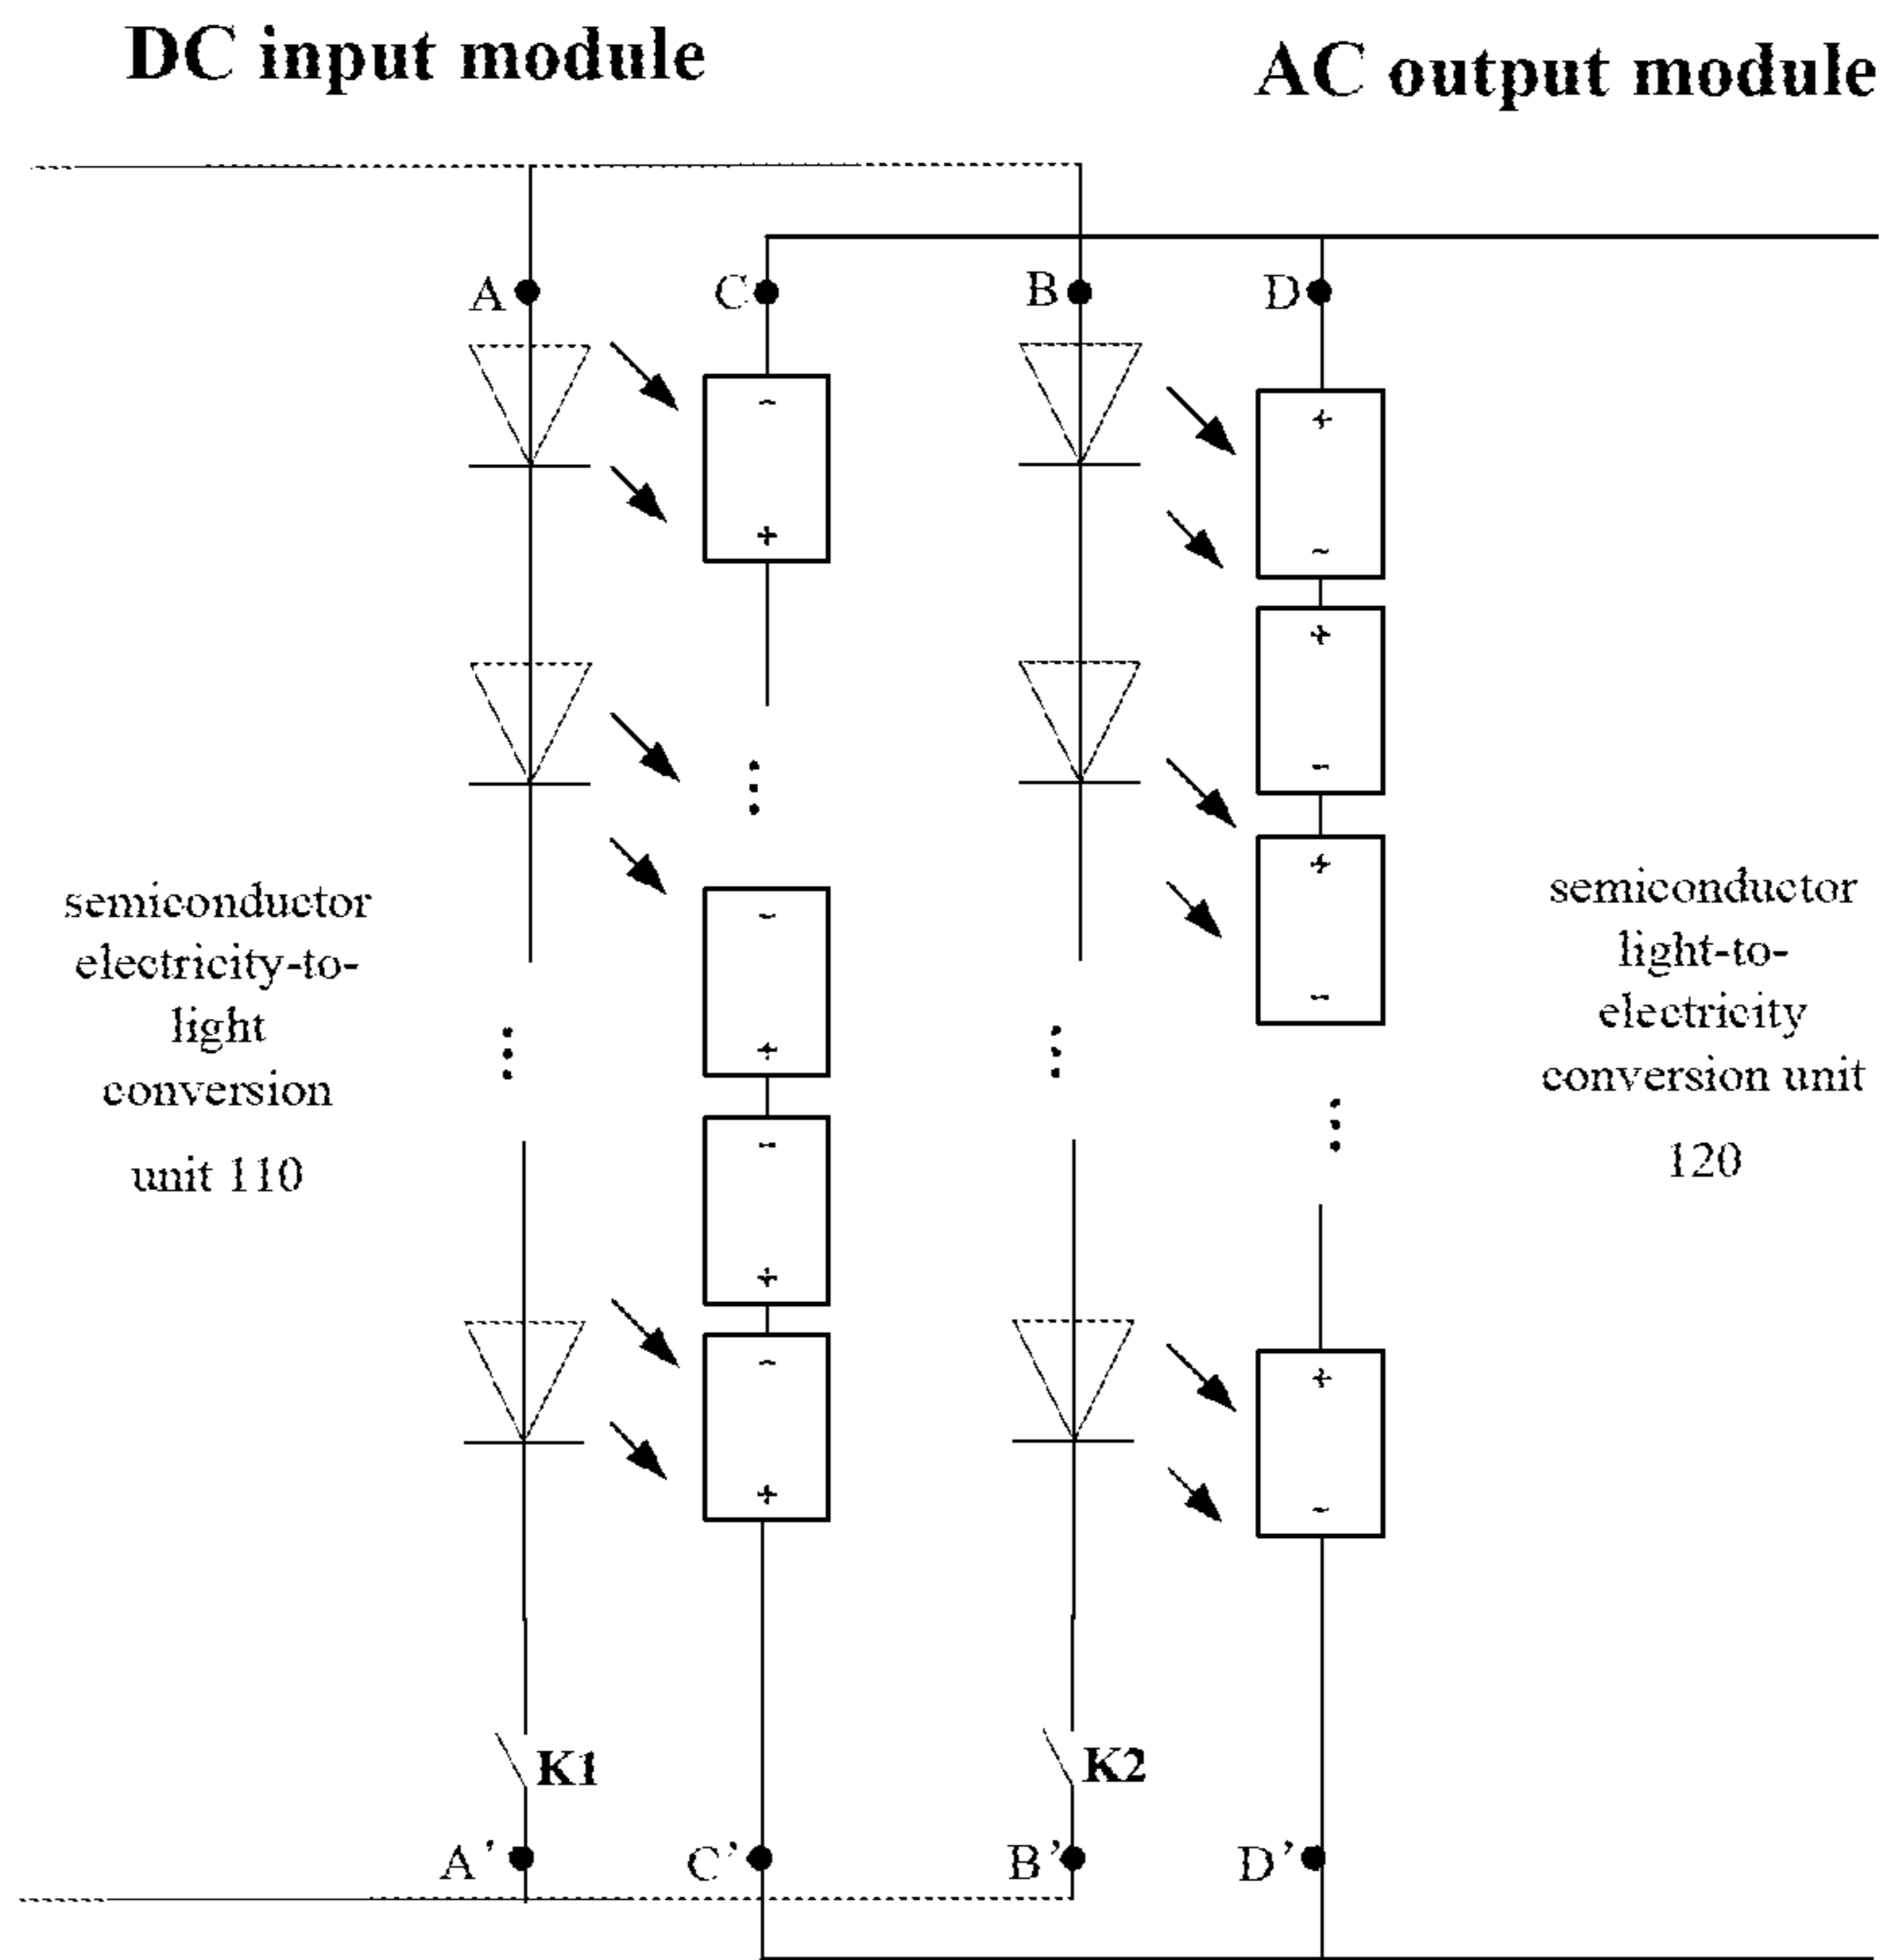 DC input module
AC output module
A
C
B
D
-
+
+
-
+
-
+
-
-
+
-
+
-
+
+
-
semiconductor
electricity-to-
light
conversion
unit 110
semiconductor
light-to-
electricity
conversion unit
120
K1
K2
A'
C'
B'
D'